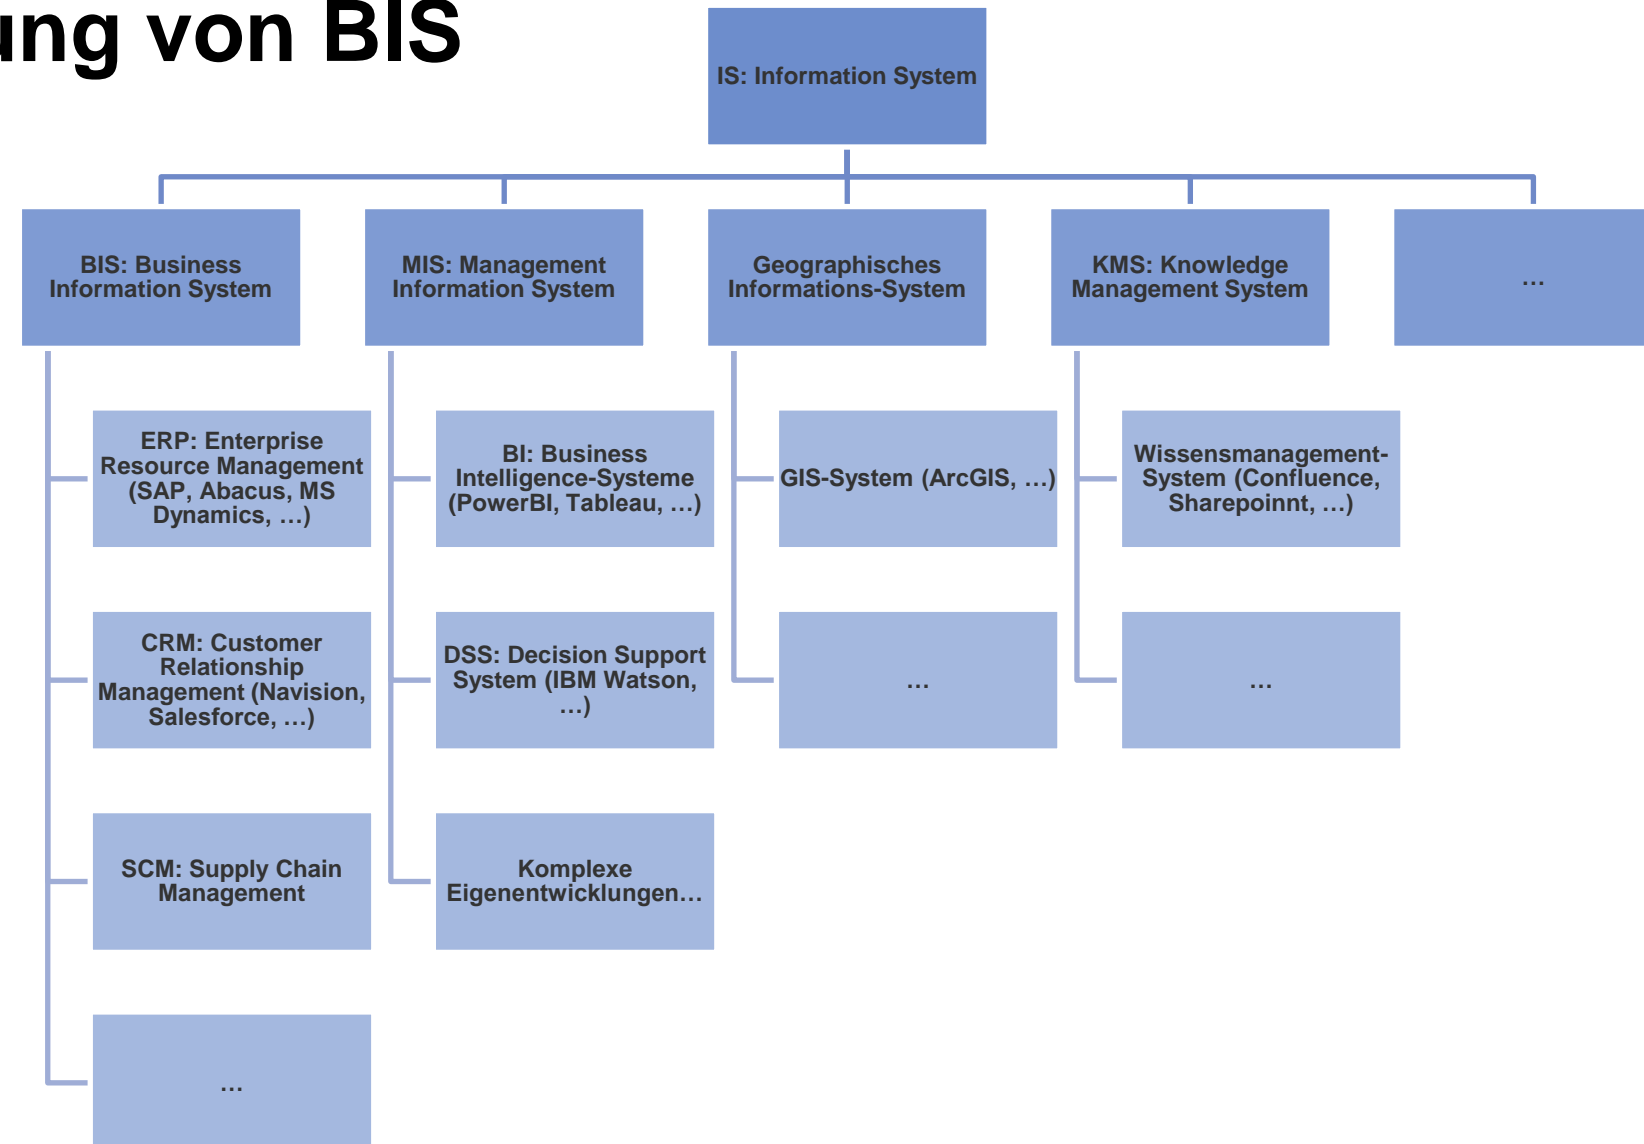 ung von BIS
IS: Information System
BIS: Business
Information System
MIS: Management
Information System
Geographisches
Informations-System
KMS: Knowledge
Management System
…
ERP: Enterprise
Resource Management
(SAP, Abacus, MS
Dynamics, …)
BI: Business
Intelligence-Systeme
(PowerBI, Tableau, …)
GIS-System (ArcGIS, …)
Wissensmanagement-
System (Confluence,
Sharepoinnt, …)
CRM: Customer
Relationship
Management (Navision,
Salesforce, …)
DSS: Decision Support
System (IBM Watson,
…)
…
…
SCM: Supply Chain
Management
Komplexe
Eigenentwicklungen…
…